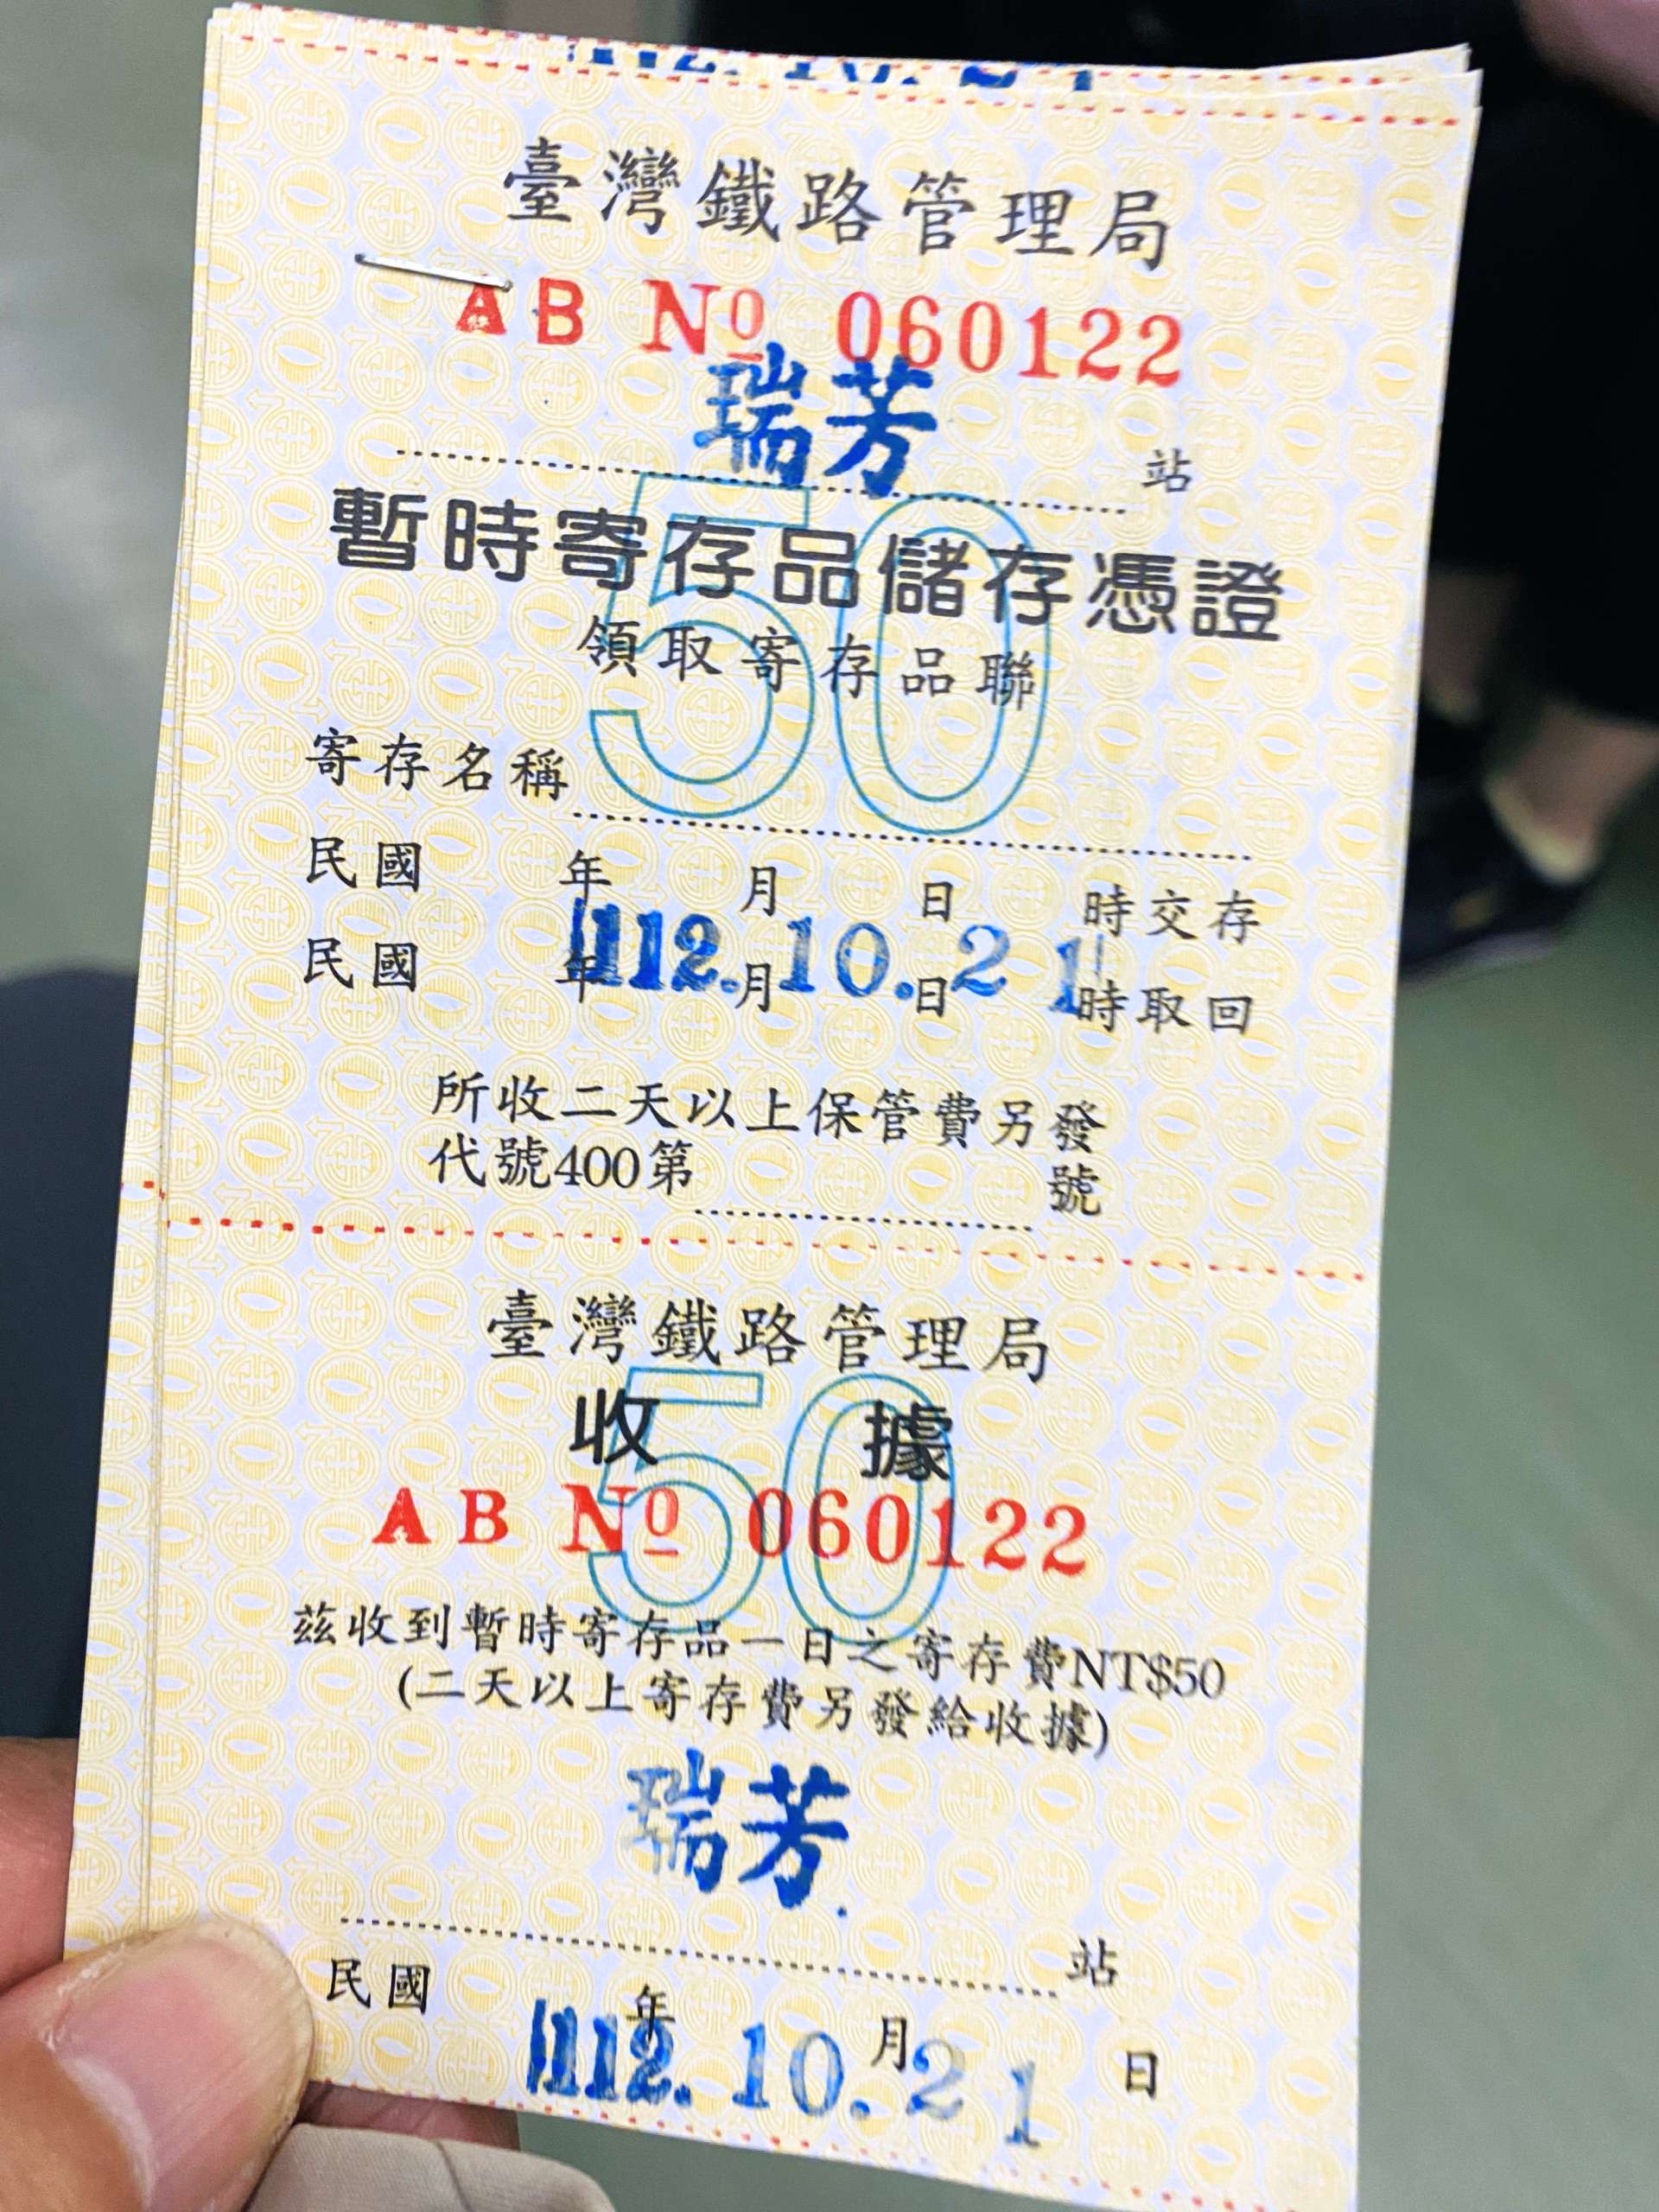 112. 10. 21
臺灣鐵路管理局
AB Nº 060122
瑞芳 站
50
暫時寄存品儲存憑證
領取寄存品聯
寄存名稱
民國 年 月 日 時交存
112. 10. 21
民國 年 月 日 時取回
所收二天以上保管費另發
代號400第 號
臺灣鐵路管理局
50
收據
AB Nº 060122
茲收到暫時寄存品一日之寄存費NT$50
(二天以上寄存費另發給收據)
瑞芳 站
民國 年 月 日
112. 10. 21